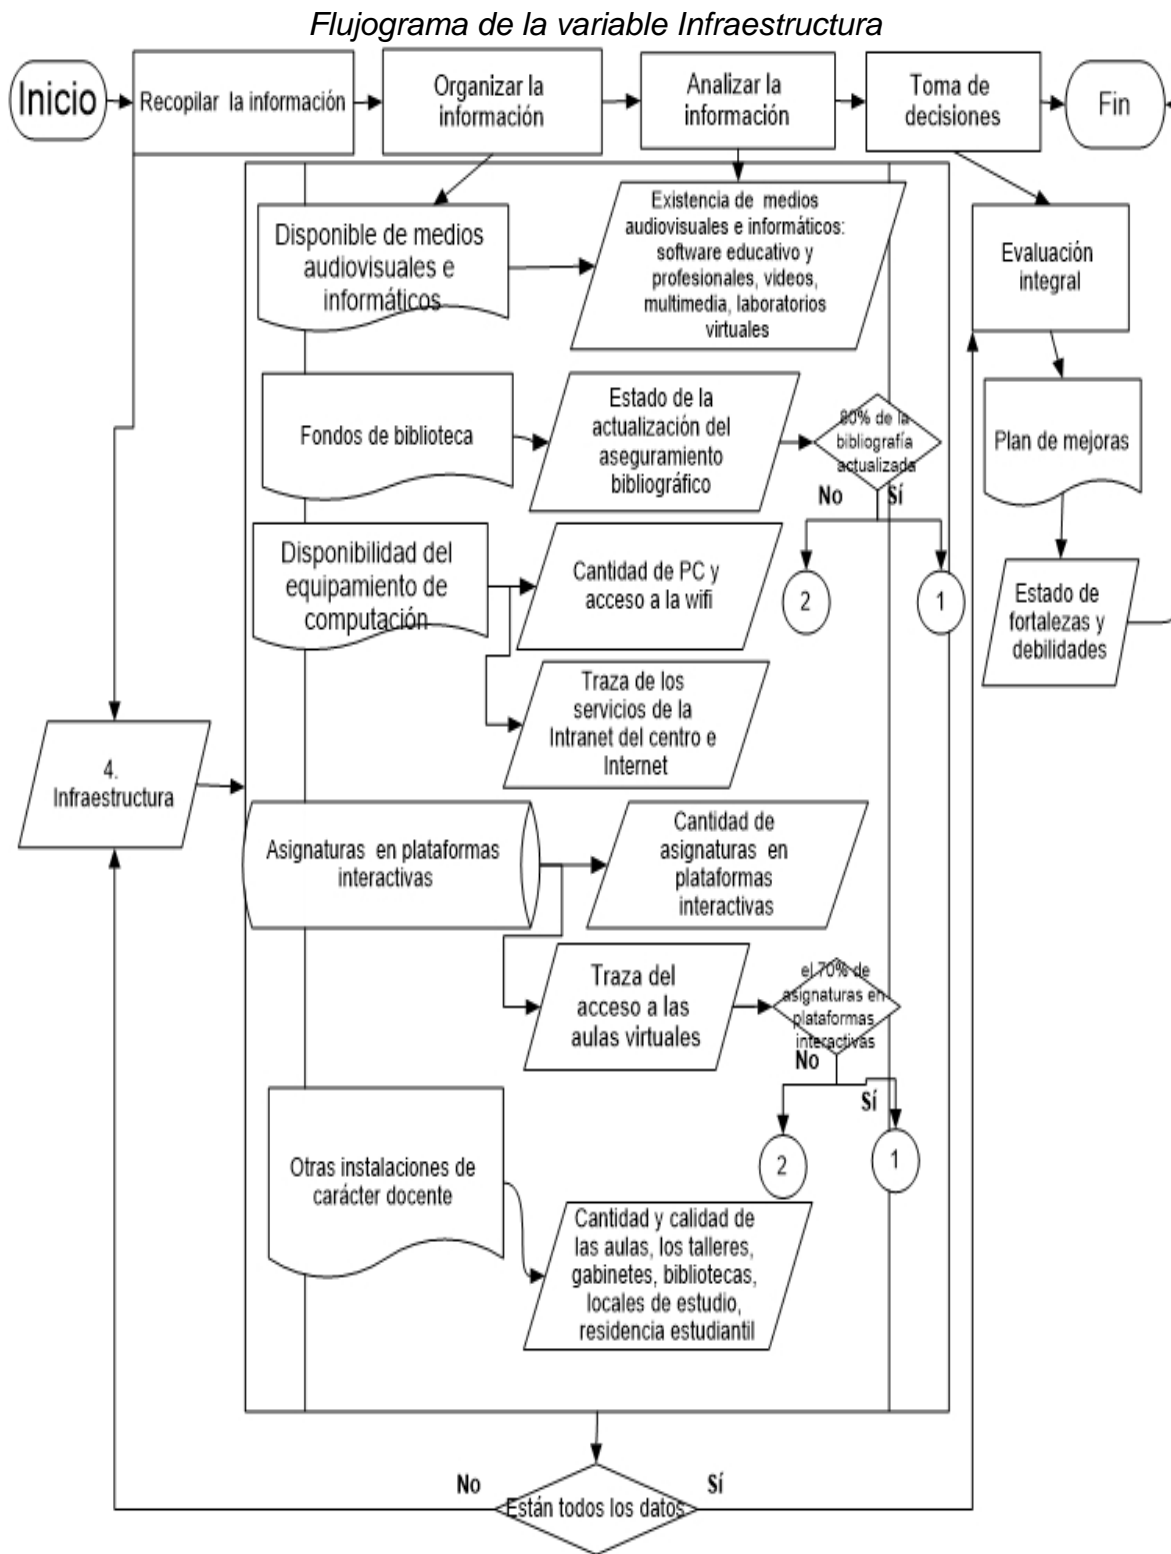 Flujograma de la variable Infraestructura
Inicio
Recopilar la información
Organizar la
información
Analizar la
información
Toma de
decisiones
Fin
Disponible de medios
audiovisuales e
informáticos
Existencia de medios
audiovisuales e informáticos:
software educativo y
profesionales, videos,
multimedia, laboratorios
virtuales
Evaluación
integral
Fondos de biblioteca
Estado de la
actualización del
aseguramiento
bibliográfico
80% de la
bibliografía
actualizada
No
Sí
2
1
Plan de mejoras
Disponibilidad del
equipamiento de
computación
Cantidad de PC y
acceso a la wifi
Estado de
fortalezas y
debilidades
Traza de los
servicios de la
Intranet del centro e
Internet
4.
Infraestructura
Asignaturas en plataformas
interactivas
Cantidad de
asignaturas en
plataformas
interactivas
Traza del
acceso a las
aulas virtuales
el 70% de
asignaturas en
plataformas
interactivas
No
Sí
2
1
Otras instalaciones de
carácter docente
Cantidad y calidad de
las aulas, los talleres,
gabinetes, bibliotecas,
locales de estudio,
residencia estudiantil
No
Están todos los datos
Sí